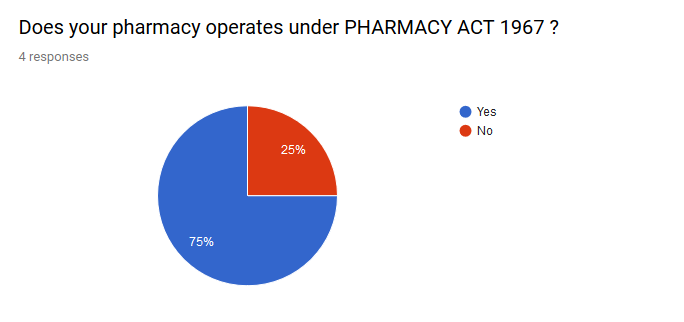 Does your pharmacy operates under PHARMACY ACT 1967 ?
4 responses
Yes
No
25%
75%